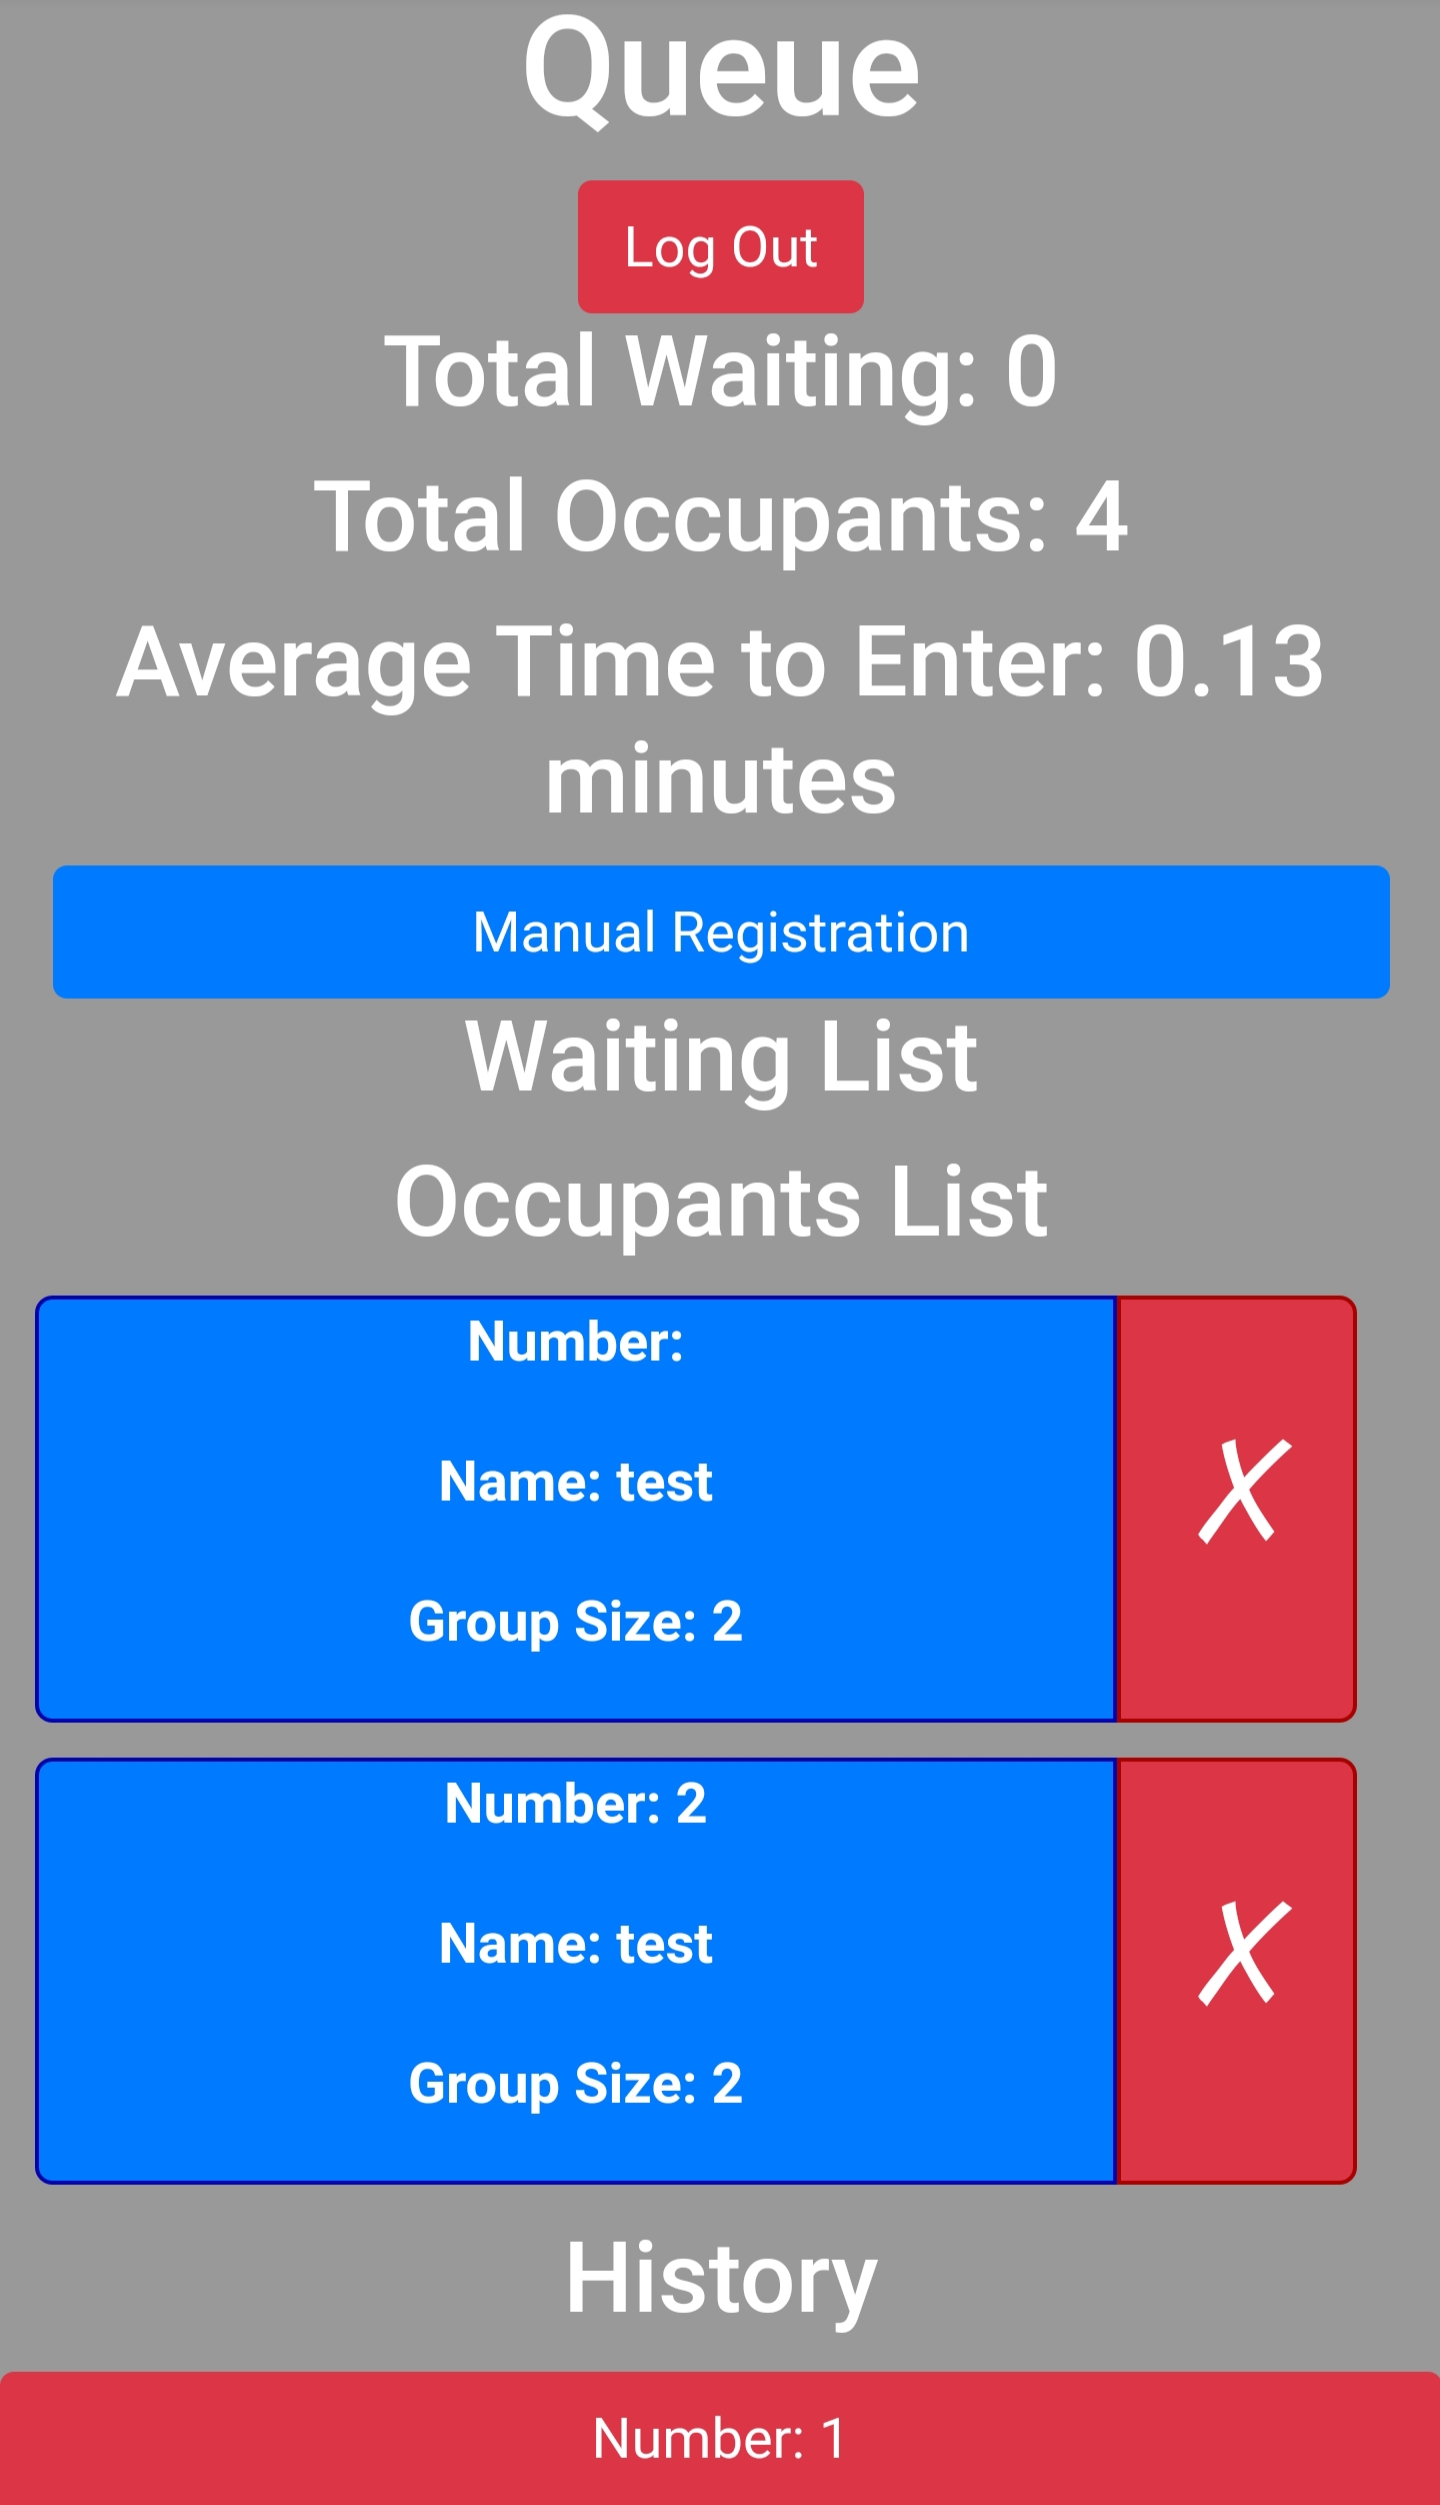 Queue
Log Out
Total Waiting: 0
Total Occupants: 4
Average Time to Enter: 0.13
minutes
Manual Registration
Waiting List
Occupants List
Number:
Name: test
Group Size: 2
✗
Number: 2
Name: test
Group Size: 2
✗
History
Number: 1